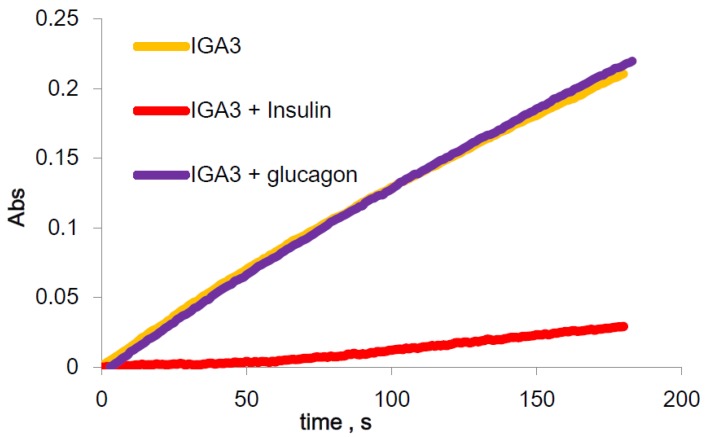 0.25
IGA3
0.2
IGA3 + Insulin
0.15
IGA3 + glucagon
Abs
0.1
0.05
0
0 50 100 150 200
time , s